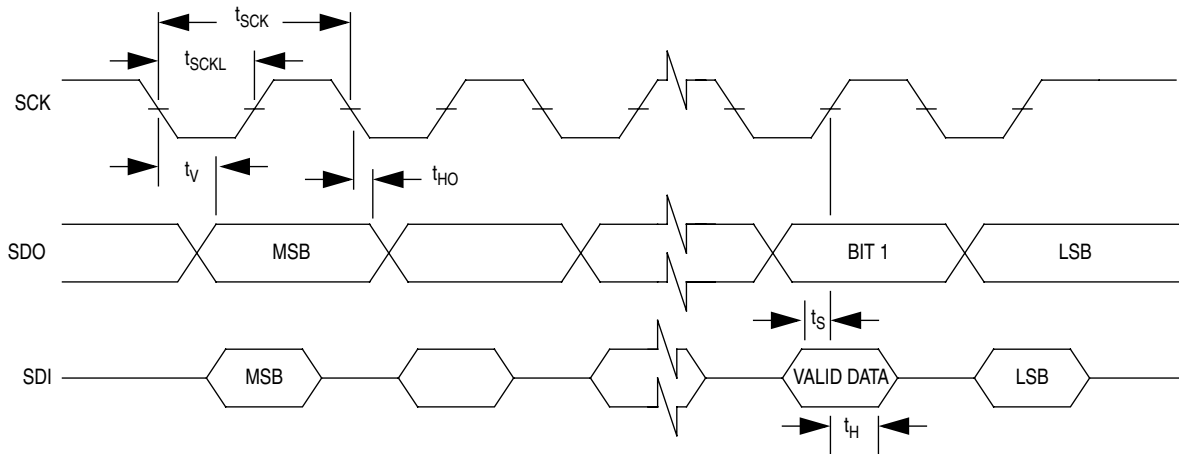 tSCK
tSCKL
SCK
tV
tHO
SDO
MSB
BIT 1
LSB
tS
SDI
MSB
VALID DATA
LSB
tH